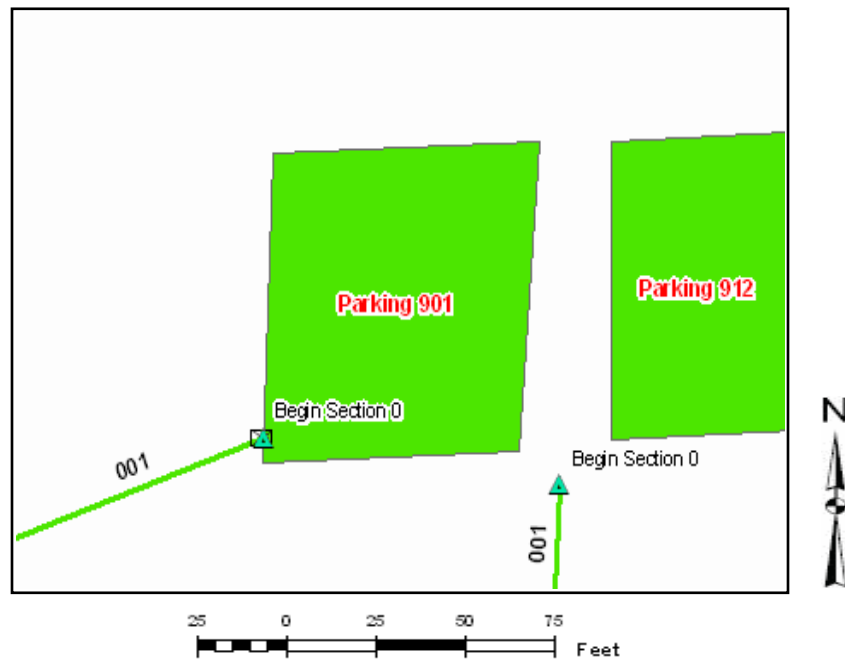 Parking 901
Parking 912
Begin Section 0
001
Begin Section 0
001
N
25 0 25 50 75
Feet